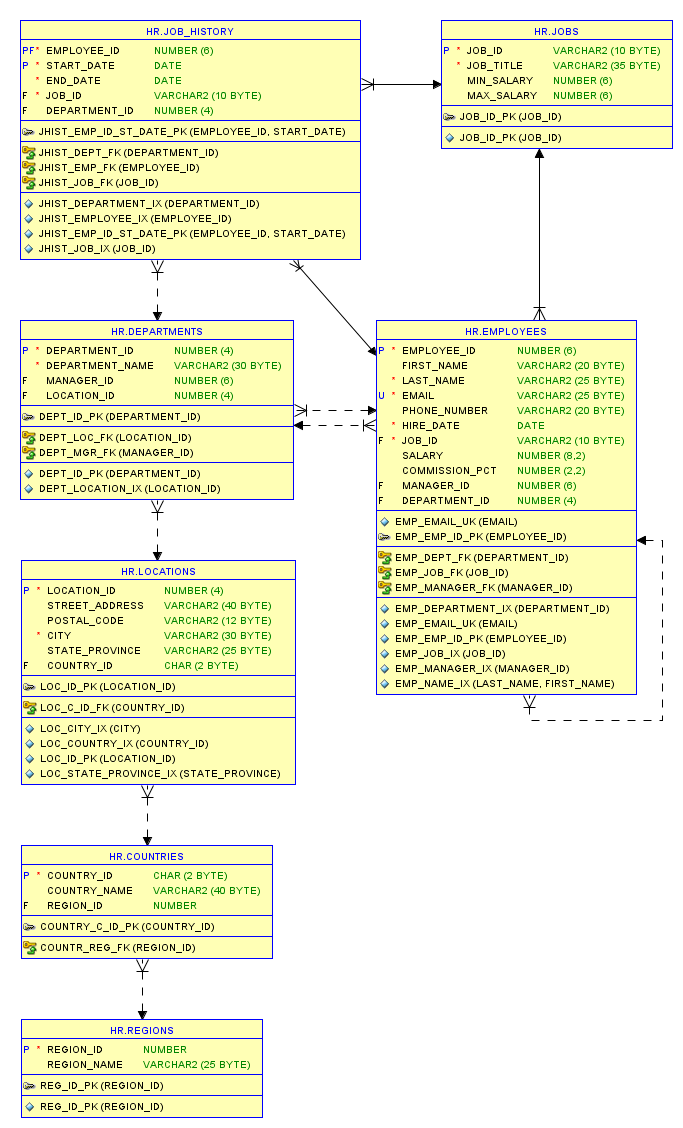 HR.JOB_HISTORY
PF* EMPLOYEE_ID NUMBER (6)
P * START_DATE DATE
* END_DATE DATE
F * JOB_ID VARCHAR2 (10 BYTE)
F DEPARTMENT_ID NUMBER (4)
JHIST_EMP_ID_ST_DATE_PK (EMPLOYEE_ID, START_DATE)
JHIST_DEPT_FK (DEPARTMENT_ID)
JHIST_EMP_FK (EMPLOYEE_ID)
JHIST_JOB_FK (JOB_ID)
JHIST_DEPARTMENT_IX (DEPARTMENT_ID)
JHIST_EMPLOYEE_IX (EMPLOYEE_ID)
JHIST_EMP_ID_ST_DATE_PK (EMPLOYEE_ID, START_DATE)
JHIST_JOB_IX (JOB_ID)
HR.JOBS
P * JOB_ID VARCHAR2 (10 BYTE)
* JOB_TITLE VARCHAR2 (35 BYTE)
MIN_SALARY NUMBER (6)
MAX_SALARY NUMBER (6)
JOB_ID_PK (JOB_ID)
JOB_ID_PK (JOB_ID)
HR.DEPARTMENTS
P * DEPARTMENT_ID NUMBER (4)
* DEPARTMENT_NAME VARCHAR2 (30 BYTE)
F MANAGER_ID NUMBER (6)
F LOCATION_ID NUMBER (4)
DEPT_ID_PK (DEPARTMENT_ID)
DEPT_LOC_FK (LOCATION_ID)
DEPT_MGR_FK (MANAGER_ID)
DEPT_ID_PK (DEPARTMENT_ID)
DEPT_LOCATION_IX (LOCATION_ID)
HR.EMPLOYEES
P * EMPLOYEE_ID NUMBER (6)
FIRST_NAME VARCHAR2 (20 BYTE)
* LAST_NAME VARCHAR2 (25 BYTE)
U * EMAIL VARCHAR2 (25 BYTE)
PHONE_NUMBER VARCHAR2 (20 BYTE)
* HIRE_DATE DATE
F * JOB_ID VARCHAR2 (10 BYTE)
SALARY NUMBER (8,2)
COMMISSION_PCT NUMBER (2,2)
F MANAGER_ID NUMBER (6)
F DEPARTMENT_ID NUMBER (4)
EMP_EMAIL_UK (EMAIL)
EMP_EMP_ID_PK (EMPLOYEE_ID)
EMP_DEPT_FK (DEPARTMENT_ID)
EMP_JOB_FK (JOB_ID)
EMP_MANAGER_FK (MANAGER_ID)
EMP_DEPARTMENT_IX (DEPARTMENT_ID)
EMP_EMAIL_UK (EMAIL)
EMP_EMP_ID_PK (EMPLOYEE_ID)
EMP_JOB_IX (JOB_ID)
EMP_MANAGER_IX (MANAGER_ID)
EMP_NAME_IX (LAST_NAME, FIRST_NAME)
HR.LOCATIONS
P * LOCATION_ID NUMBER (4)
STREET_ADDRESS VARCHAR2 (40 BYTE)
POSTAL_CODE VARCHAR2 (12 BYTE)
* CITY VARCHAR2 (30 BYTE)
STATE_PROVINCE VARCHAR2 (25 BYTE)
F COUNTRY_ID CHAR (2 BYTE)
LOC_ID_PK (LOCATION_ID)
LOC_C_ID_FK (COUNTRY_ID)
LOC_CITY_IX (CITY)
LOC_COUNTRY_IX (COUNTRY_ID)
LOC_ID_PK (LOCATION_ID)
LOC_STATE_PROVINCE_IX (STATE_PROVINCE)
HR.COUNTRIES
P * COUNTRY_ID CHAR (2 BYTE)
COUNTRY_NAME VARCHAR2 (40 BYTE)
F REGION_ID NUMBER
COUNTRY_C_ID_PK (COUNTRY_ID)
COUNTR_REG_FK (REGION_ID)
HR.REGIONS
P * REGION_ID NUMBER
REGION_NAME VARCHAR2 (25 BYTE)
REG_ID_PK (REGION_ID)
REG_ID_PK (REGION_ID)